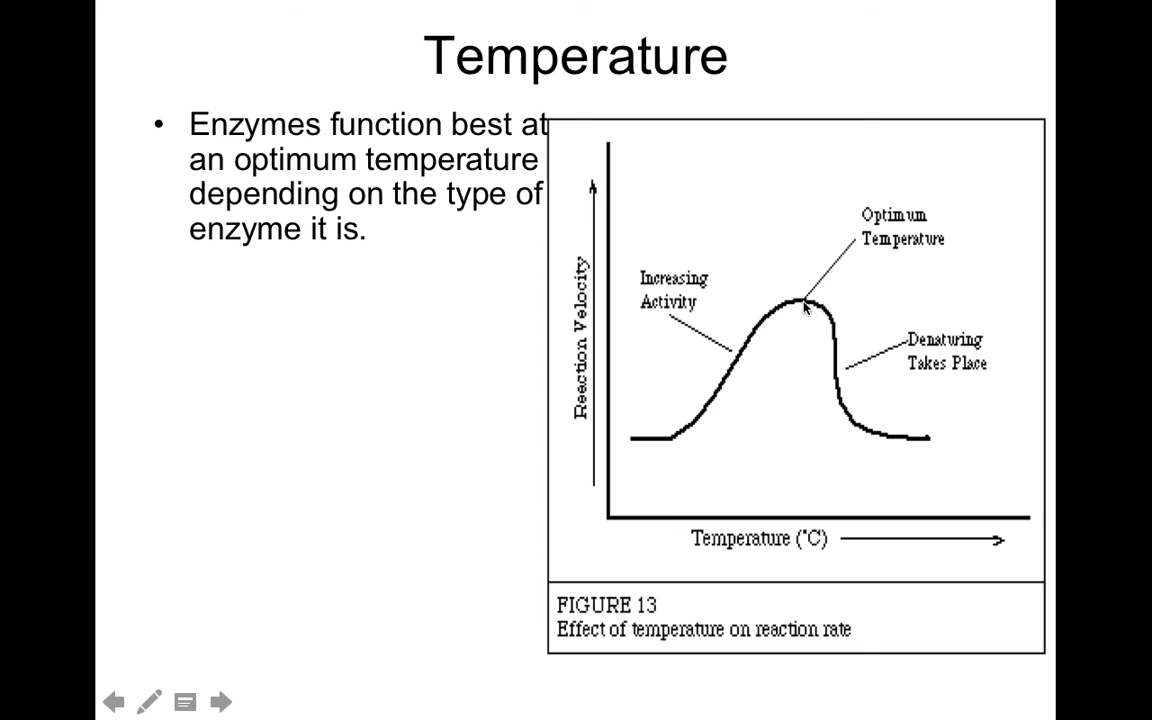 Temperature
• Enzymes function best at
an optimum temperature
depending on the type of
enzyme it is.
Optimum
Temperature
Increasing
Activity
Denaturing
Takes Place
Reaction Velocity
Temperature (°C)
FIGURE 13
Effect of temperature on reaction rate